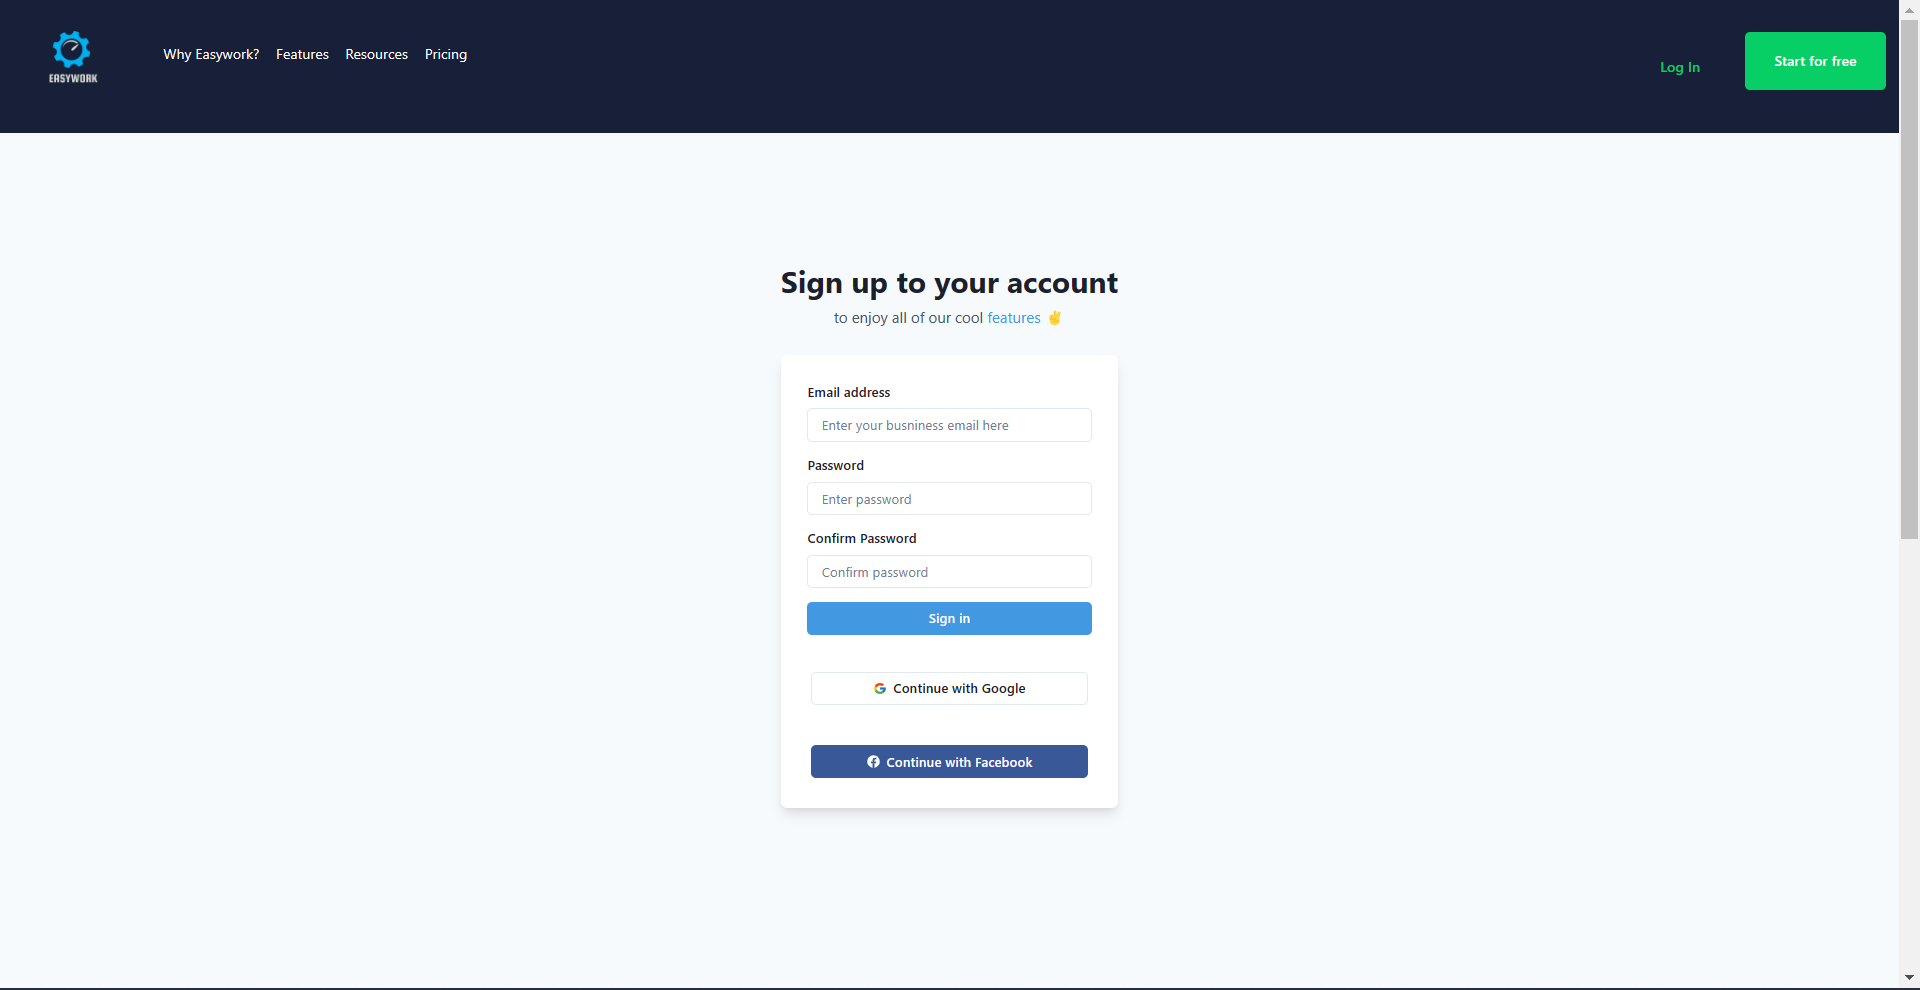 EASYWORK
Why Easywork? Features Resources Pricing
Log In
Start for free
Sign up to your account
to enjoy all of our cool features ✌️
Email address
Enter your busniness email here
Password
Enter password
Confirm Password
Confirm password
Sign in
Continue with Google
Continue with Facebook